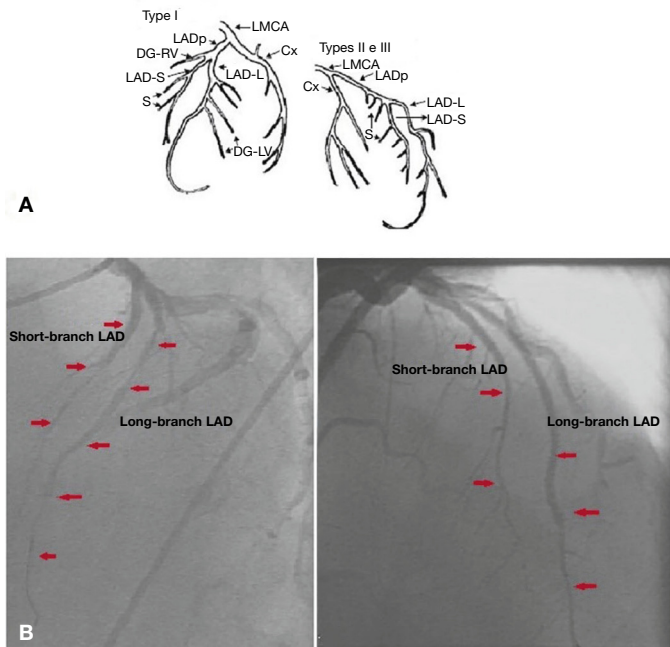 Type I
LMCA
LADp
DG-RV
Cx
LAD-S
LAD-L
S
DG-LV
Types II e III
LMCA
LADp
Cx
LAD-L
LAD-S
S
A
Short-branch LAD
Long-branch LAD
Short-branch LAD
Long-branch LAD
B